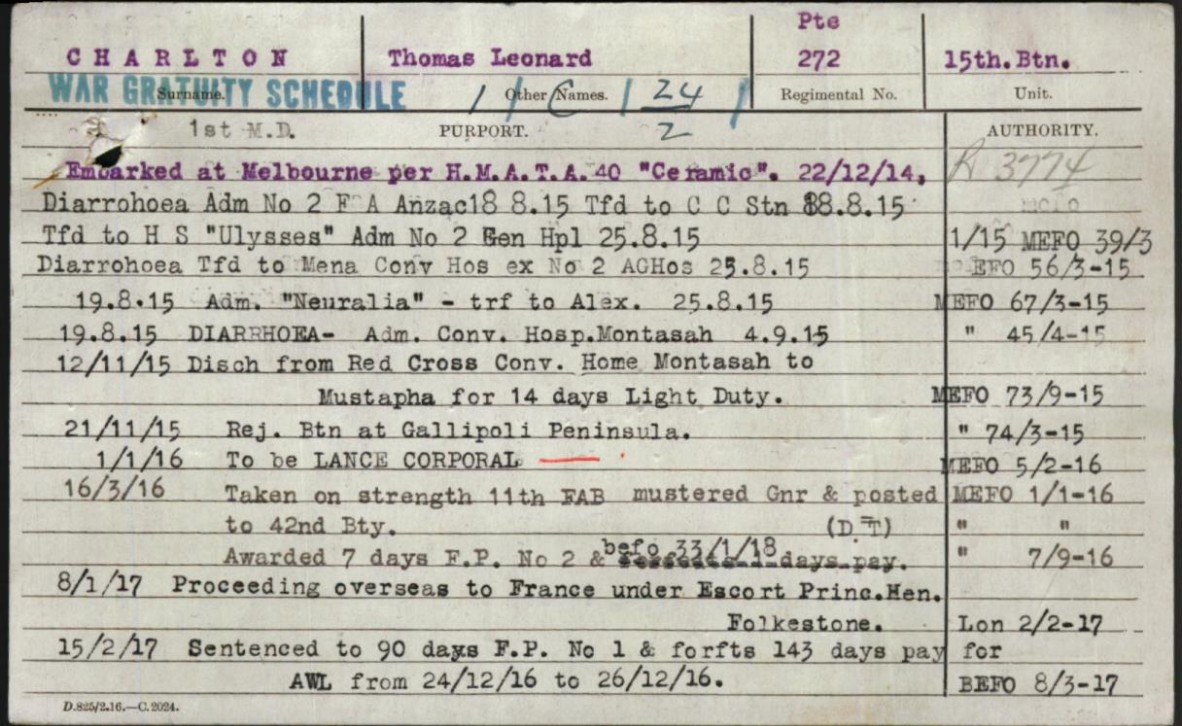 Pte
CHARLTON Thomas Leonard 272 15th.Btn.
WAR GRATUITY SCHEDULE
Surname. Other Names. Regimental No. Unit.
1 C 24/2
1st M.D. PURPORT. AUTHORITY.
Embarked at Melbourne per H.M.A.T.A.40 "Ceramic". 22/12/14, R 3774
Diarrohoea Adm No 2 F A Anzac18 8.15 Tfd to C C Stn 18.8.15
Tfd to H S "Ulysses" Adm No 2 Gen Hpl 25.8.15 1/15 MEFO 39/3
Diarrohoea Tfd to Mena Conv Hos ex No 2 AGHos 25.8.15 EFO 56/3-15
19.8.15 Adm. "Neuralia" - trf to Alex. 25.8.15 MEFO 67/3-15
19.8.15 DIARRHOEA- Adm. Conv. Hosp.Montasah 4.9.15 " 45/4-15
12/11/15 Disch from Red Cross Conv. Home Montasah to
Mustapha for 14 days Light Duty. MEFO 73/9-15
21/11/15 Rej. Btn at Gallipoli Peninsula. " 74/3-15
1/1/16 To be LANCE CORPORAL MEFO 5/2-16
16/3/16 Taken on strength 11th FAB mustered Gnr & posted MEFO 1/1-16
to 42nd Bty. (D T) " "
befo 33/1/18
Awarded 7 days F.P. No 2 & days pay. " 7/9-16
8/1/17 Proceeding overseas to France under Escort Princ.Hen.
Folkestone. Lon 2/2-17
15/2/17 Sentenced to 90 days F.P. No 1 & forfts 143 days pay for
AWL from 24/12/16 to 26/12/16. BEFO 8/3-17
D.825/2.16.—C.2024.